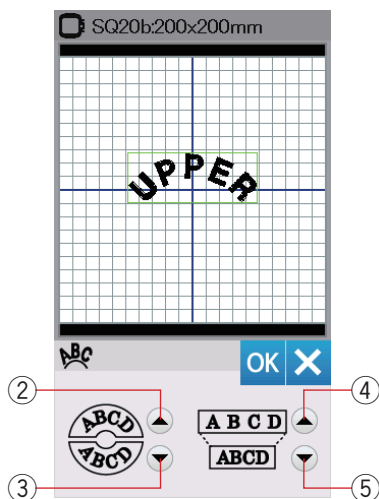 SQ20b:200x200mm
UPPER
ABC
OK
② ④
ABCD
A B C D
ABCD
ABCD
③ ⑤